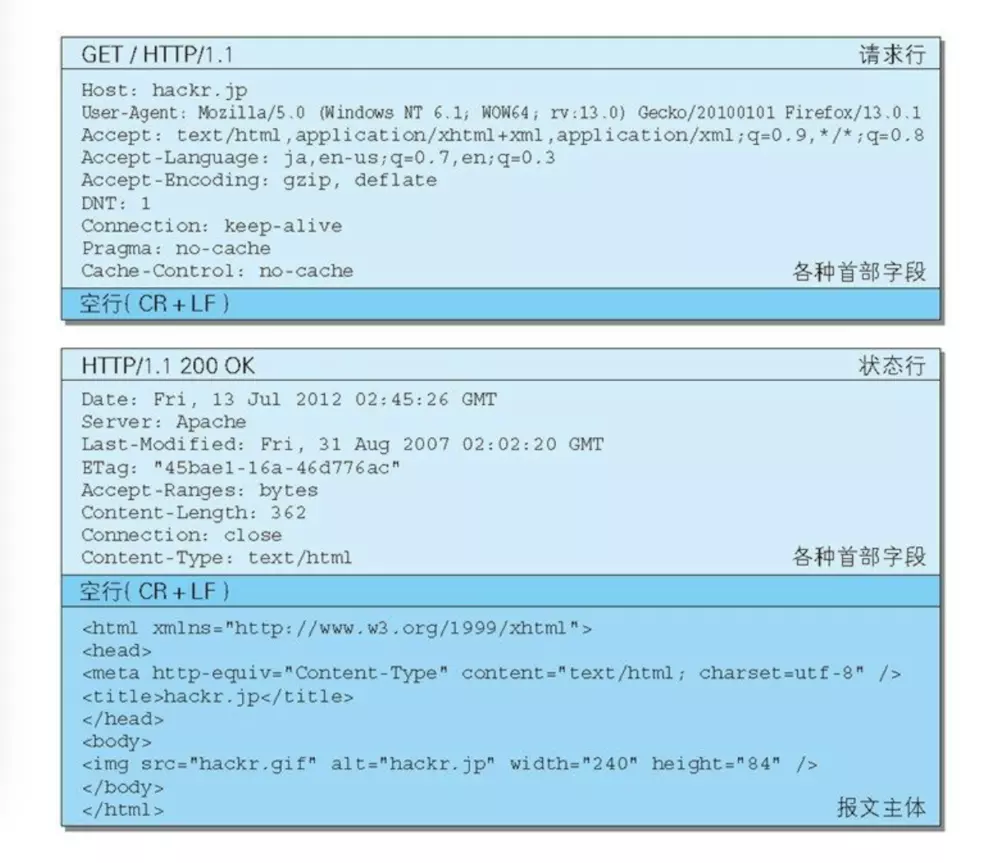 GET / HTTP/1.1 请求行
Host: hackr.jp
User-Agent: Mozilla/5.0 (Windows NT 6.1; WOW64; rv:13.0) Gecko/20100101 Firefox/13.0.1
Accept: text/html,application/xhtml+xml,application/xml;q=0.9,*/*;q=0.8
Accept-Language: ja,en-us;q=0.7,en;q=0.3
Accept-Encoding: gzip, deflate
DNT: 1
Connection: keep-alive
Pragma: no-cache
Cache-Control: no-cache 各种首部字段
空行( CR + LF )
HTTP/1.1 200 OK 状态行
Date: Fri, 13 Jul 2012 02:45:26 GMT
Server: Apache
Last-Modified: Fri, 31 Aug 2007 02:02:20 GMT
ETag: "45bae1-16a-46d776ac"
Accept-Ranges: bytes
Content-Length: 362
Connection: close
Content-Type: text/html 各种首部字段
空行( CR + LF )
<html xmlns="http://www.w3.org/1999/xhtml">
<head>
<meta http-equiv="Content-Type" content="text/html; charset=utf-8" />
<title>hackr.jp</title>
</head>
<body>
<img src="hackr.gif" alt="hackr.jp" width="240" height="84" />
</body>
</html> 报文主体